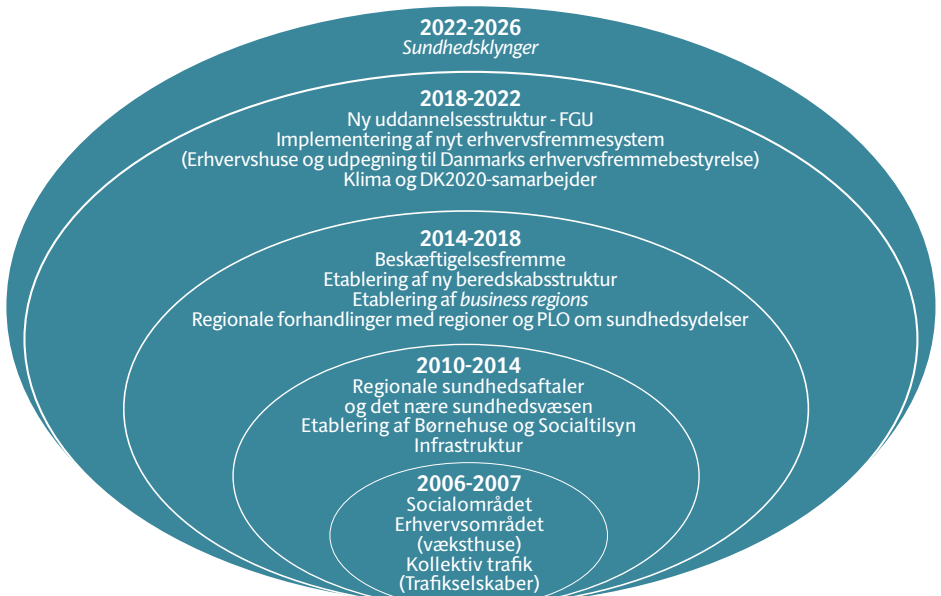 2022-2026
Sundhedsklynger
2018-2022
Ny uddannelsesstruktur - FGU
Implementering af nyt erhvervsfremmesystem
(Erhvervshuse og udpegning til Danmarks erhvervsfremmebestyrelse)
Klima og DK2020-samarbejder
2014-2018
Beskæftigelsesfremme
Etablering af ny beredskabsstruktur
Etablering af business regions
Regionale forhandlinger med regioner og PLO om sundhedsydelser
2010-2014
Regionale sundhedsaftaler
og det nære sundhedsvæsen
Etablering af Børnehuse og Socialtilsyn
Infrastruktur
2006-2007
Socialområdet
Erhvervsområdet
(væksthuse)
Kollektiv trafik
(Trafikselskaber)